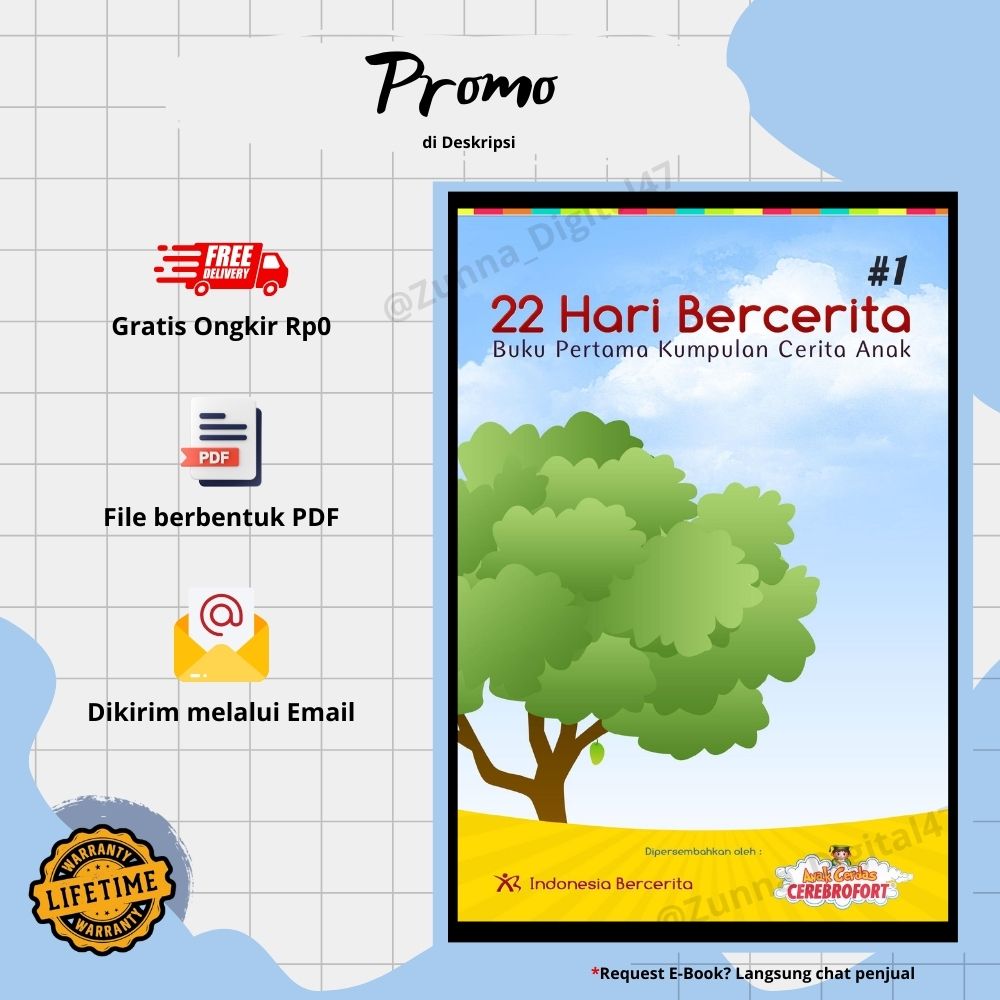 Promo
di Deskripsi
FREE
DELIVERY
Gratis Ongkir Rp0
PDF
File berbentuk PDF
@
Dikirim melalui Email
WARRANTY
LIFETIME
WARRANTY
@Zunna_Digital47
#1
22 Hari Bercerita
Buku Pertama Kumpulan Cerita Anak
Dipersembahkan oleh :
Indonesia Bercerita
Anak Cerdas
CEREBROFORT
@Zunna_Digital47
*Request E-Book? Langsung chat penjual